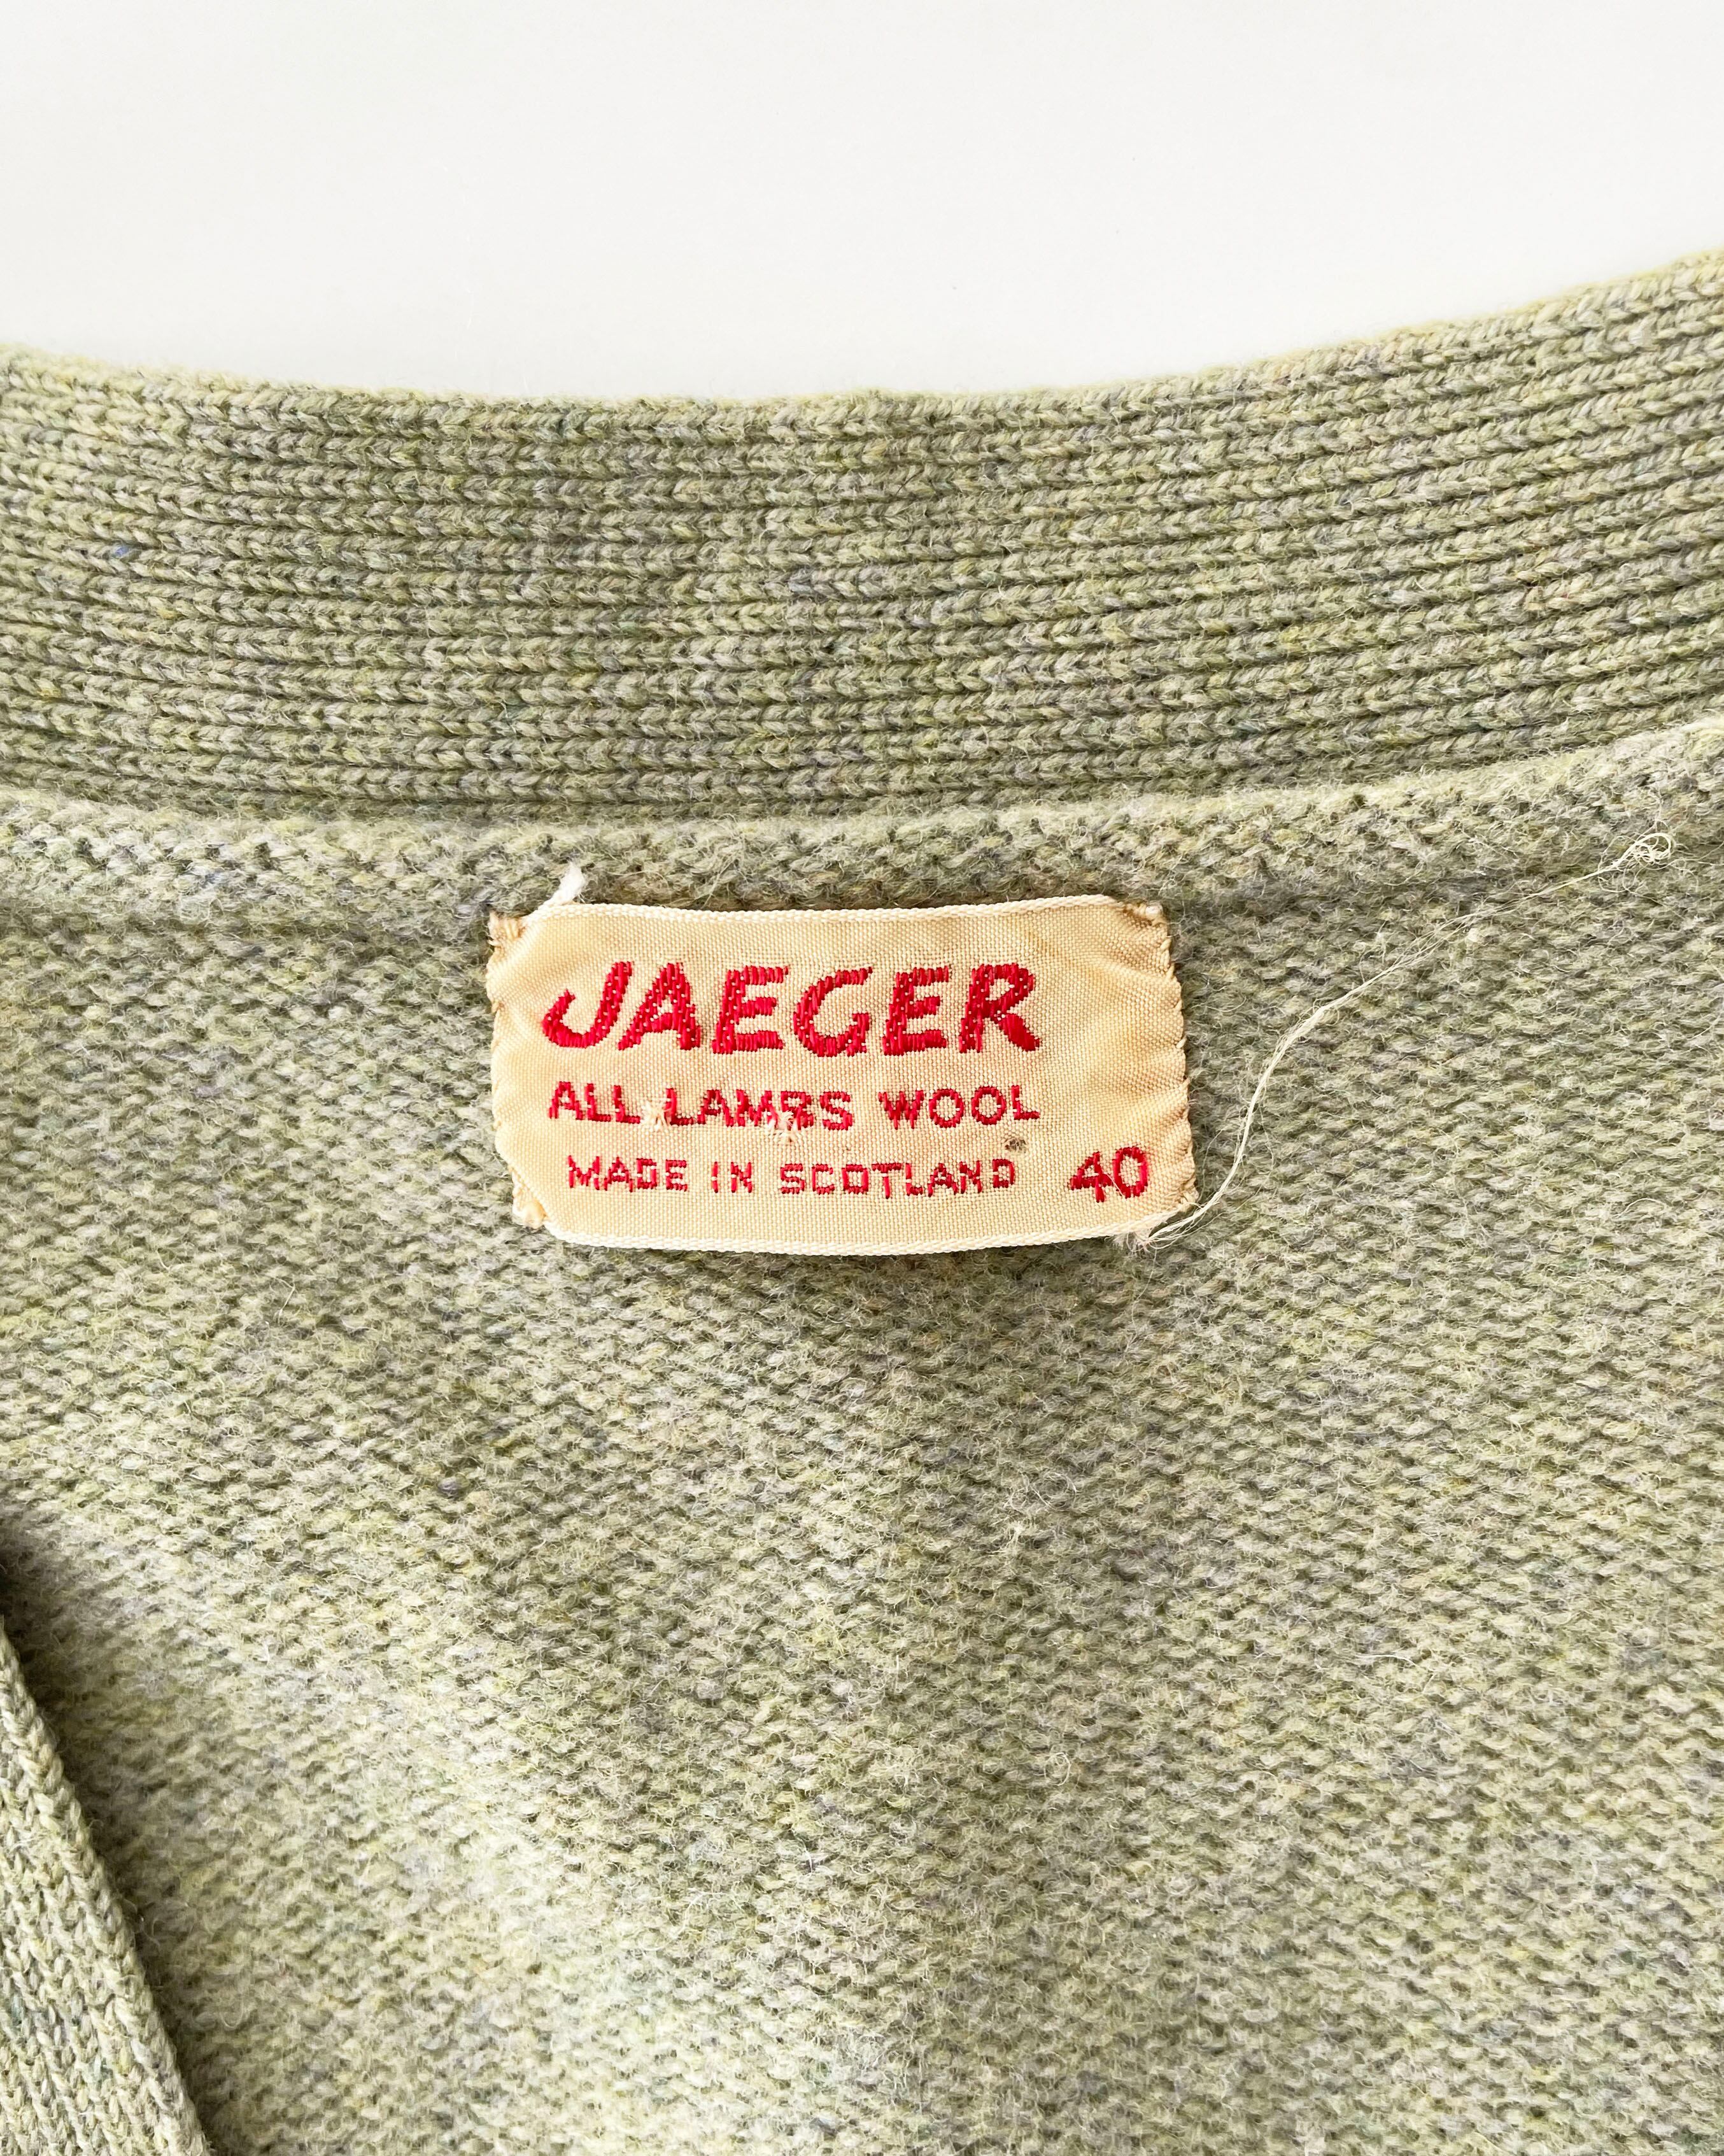 JAEGER
ALL LAMBS WOOL
MADE IN SCOTLAND 40